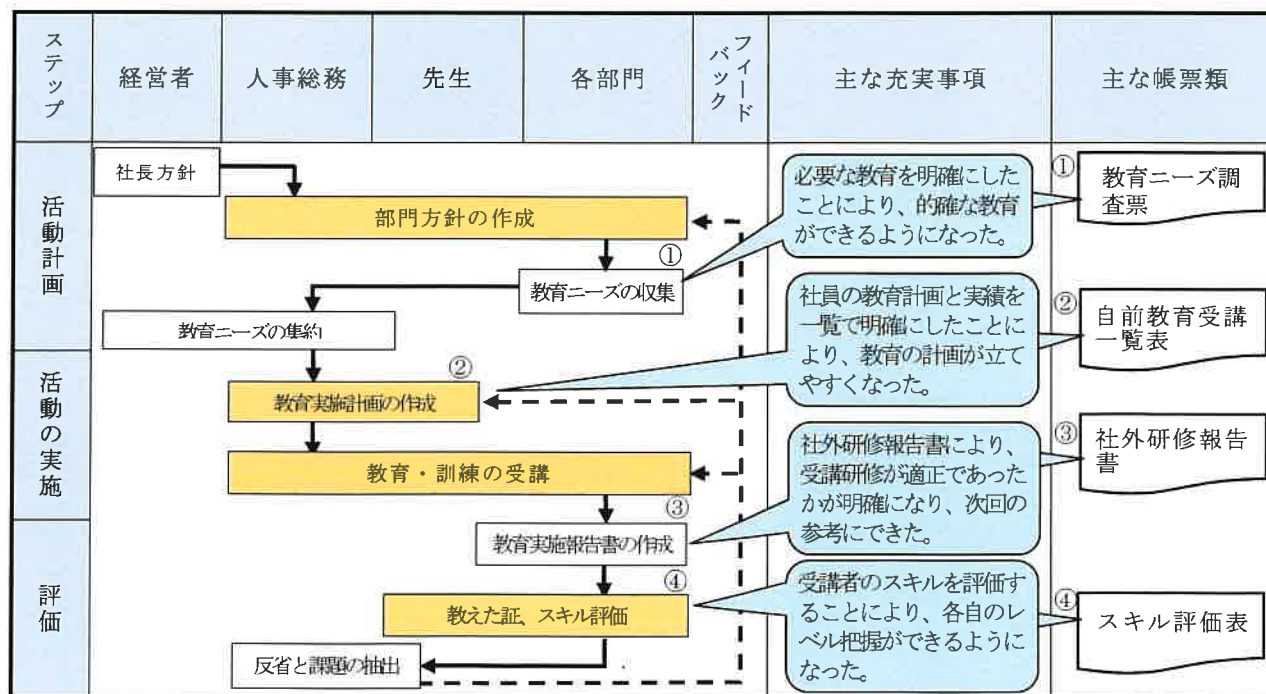 ステップ
経営者
人事総務
先生
各部門
フィード
バック
主な充実事項
主な帳票類
活動計画
社長方針
部門方針の作成
①
教育ニーズの収集
教育ニーズの集約
必要な教育を明確にした
ことにより、的確な教育
ができるようになった。
①
教育ニーズ調
査票
社員の教育計画と実績を
一覧で明確にしたことに
より、教育の計画が立て
やすくなった。
②
自前教育受講
一覧表
活動の実施
②
教育実施計画の作成
教育・訓練の受講
社外研修報告書により、
受講研修が適正であった
かが明確になり、次回の
参考にできた。
③
社外研修報告
書
評価
③
教育実施報告書の作成
④
教えた証、スキル評価
反省と課題の抽出
受講者のスキルを評価す
ることにより、各自のレ
ベル把握ができるように
なった。
④
スキル評価表